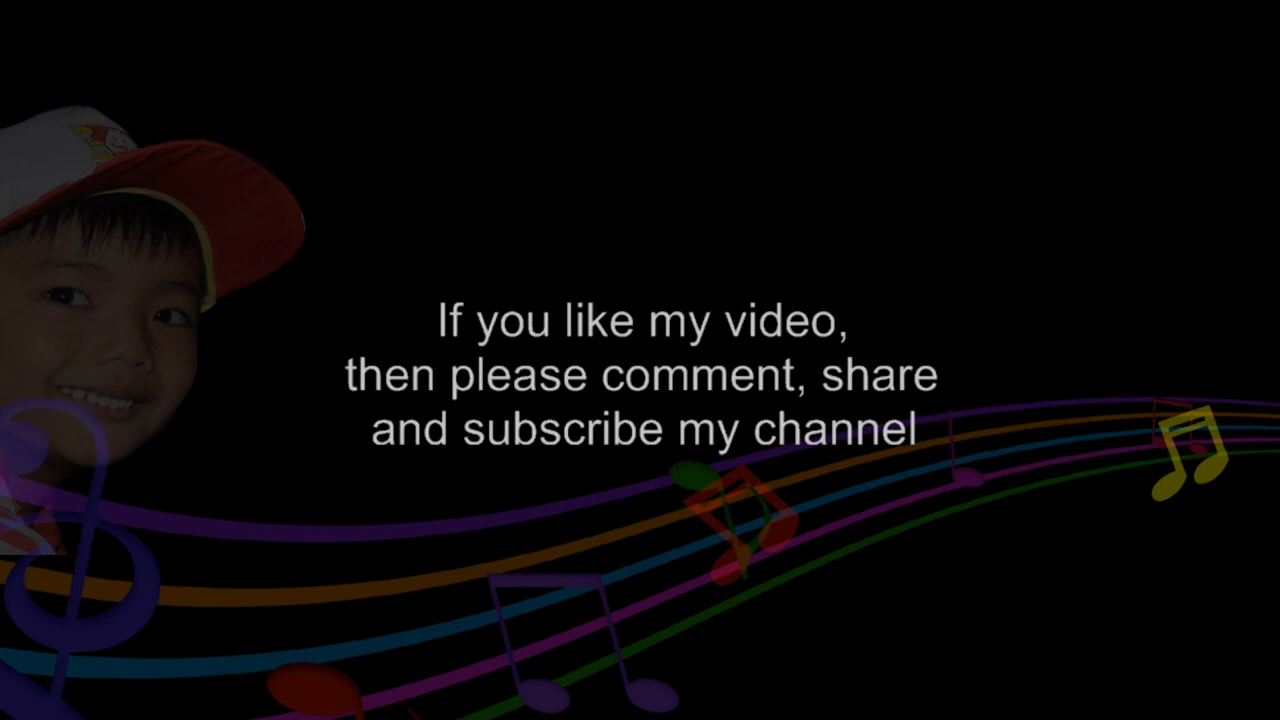 If you like my video,
then please comment, share
and subscribe my channel